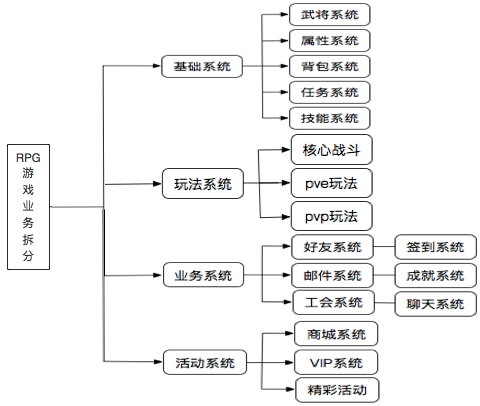 RPG
游
戏
业
务
拆
分
基础系统
武将系统
属性系统
背包系统
任务系统
技能系统
玩法系统
核心战斗
pve玩法
pvp玩法
业务系统
好友系统
签到系统
邮件系统
成就系统
工会系统
聊天系统
活动系统
商城系统
VIP系统
精彩活动